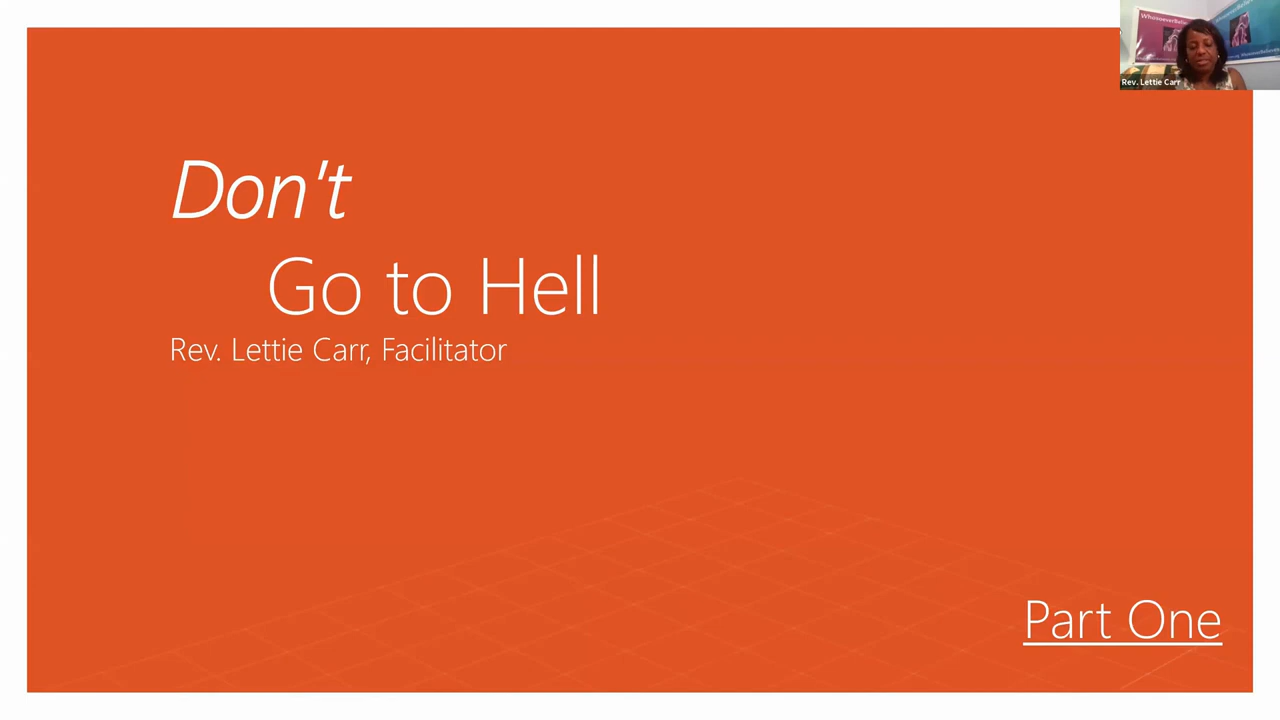 Don't
Go to Hell
Rev. Lettie Carr, Facilitator
Part One
Rev. Lettie Carr